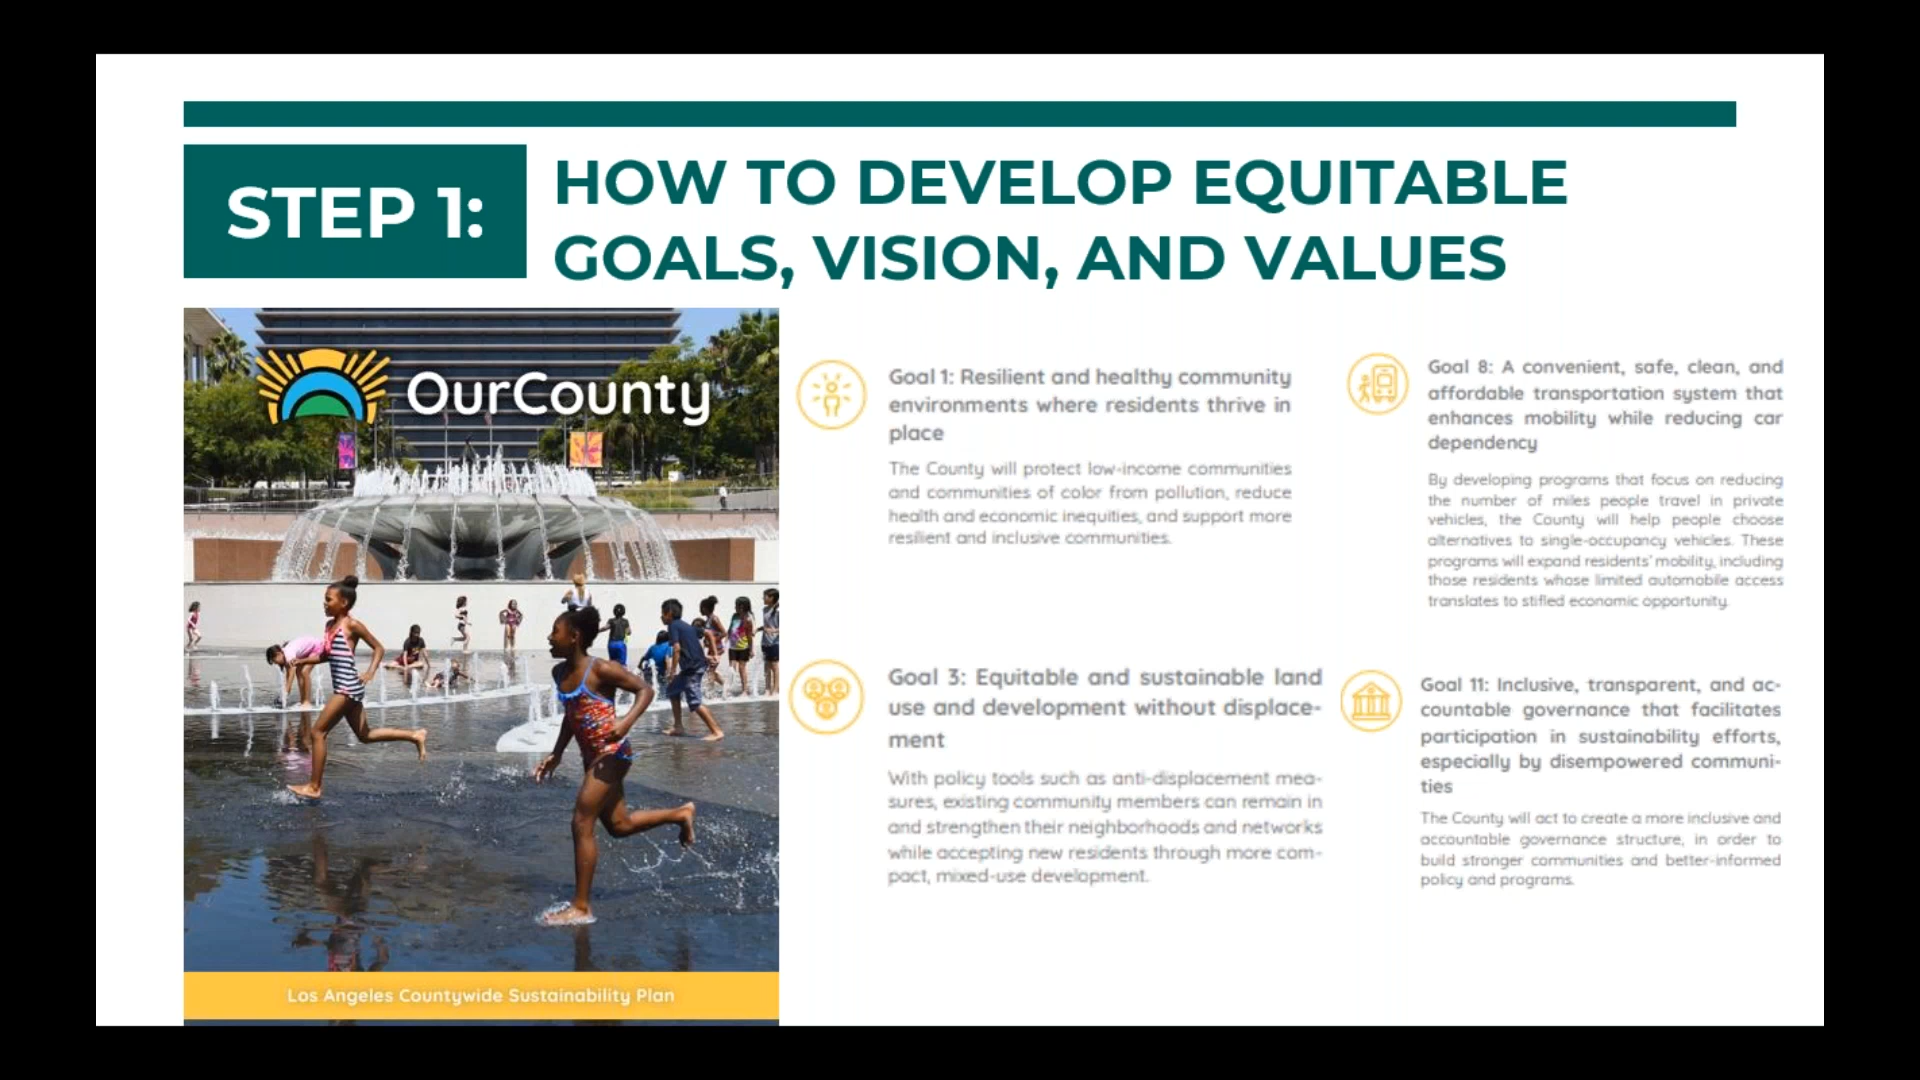 STEP 1:
HOW TO DEVELOP EQUITABLE
GOALS, VISION, AND VALUES
OurCounty
Los Angeles Countywide Sustainability Plan
Goal 1: Resilient and healthy community
environments where residents thrive in
place
The County will protect low-income communities
and communities of color from pollution, reduce
health and economic inequities, and support more
resilient and inclusive communities.
Goal 3: Equitable and sustainable land
use and development without displace-
ment
With policy tools such as anti-displacement mea-
sures, existing community members can remain in
and strengthen their neighborhoods and networks
while accepting new residents through more com-
pact, mixed-use development.
Goal 8: A convenient, safe, clean, and
affordable transportation system that
enhances mobility while reducing car
dependency
By developing programs that focus on reducing
the number of miles people travel in private
vehicles, the County will help people choose
alternatives to single-occupancy vehicles. These
programs will expand residents' mobility, including
those residents whose limited automobile access
translates to stifled economic opportunity.
Goal 11: Inclusive, transparent, and ac-
countable governance that facilitates
participation in sustainability efforts,
especially by disempowered communi-
ties
The County will act to create a more inclusive and
accountable governance structure, in order to
build stronger communities and better-informed
policy and programs.